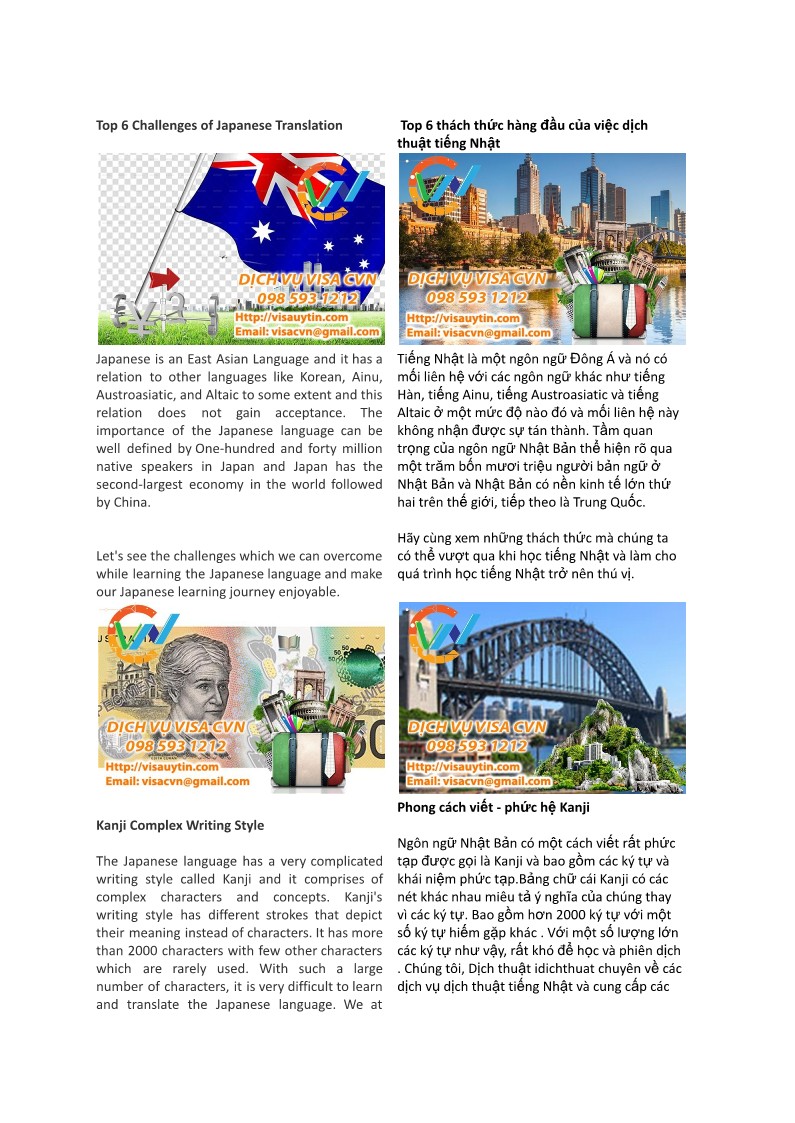 Top 6 Challenges of Japanese Translation
DỊCH VỤ VISA CVN
098 593 1212
Http://visauytin.com
Email: visacvn@gmail.com
Japanese is an East Asian Language and it has a
relation to other languages like Korean, Ainu,
Austroasiatic, and Altaic to some extent and this
relation does not gain acceptance. The
importance of the Japanese language can be
well defined by One-hundred and forty million
native speakers in Japan and Japan has the
second-largest economy in the world followed
by China.
Let's see the challenges which we can overcome
while learning the Japanese language and make
our Japanese learning journey enjoyable.
DỊCH VỤ VISA CVN
098 593 1212
Http://visauytin.com
Email: visacvn@gmail.com
Kanji Complex Writing Style
The Japanese language has a very complicated
writing style called Kanji and it comprises of
complex characters and concepts. Kanji's
writing style has different strokes that depict
their meaning instead of characters. It has more
than 2000 characters with few other characters
which are rarely used. With such a large
number of characters, it is very difficult to learn
and translate the Japanese language. We at
Top 6 thách thức hàng đầu của việc dịch
thuật tiếng Nhật
DỊCH VỤ VISA CVN
098 593 1212
Http://visauytin.com
Email: visacvn@gmail.com
Tiếng Nhật là một ngôn ngữ Đông Á và nó có
mối liên hệ với các ngôn ngữ khác như tiếng
Hàn, tiếng Ainu, tiếng Austroasiatic và tiếng
Altaic ở một mức độ nào đó và mối liên hệ này
không nhận được sự tán thành. Tầm quan
trọng của ngôn ngữ Nhật Bản thể hiện rõ qua
một trăm bốn mươi triệu người bản ngữ ở
Nhật Bản và Nhật Bản có nền kinh tế lớn thứ
hai trên thế giới, tiếp theo là Trung Quốc.
Hãy cùng xem những thách thức mà chúng ta
có thể vượt qua khi học tiếng Nhật và làm cho
quá trình học tiếng Nhật trở nên thú vị.
DỊCH VỤ VISA CVN
098 593 1212
Http://visauytin.com
Email: visacvn@gmail.com
Phong cách viết - phức hệ Kanji
Ngôn ngữ Nhật Bản có một cách viết rất phức
tạp được gọi là Kanji và bao gồm các ký tự và
khái niệm phức tạp.Bảng chữ cái Kanji có các
nét khác nhau miêu tả ý nghĩa của chúng thay
vì các ký tự. Bao gồm hơn 2000 ký tự với một
số ký tự hiếm gặp khác . Với một số lượng lớn
các ký tự như vậy, rất khó để học và phiên dịch
. Chúng tôi, Dịch thuật idichthuat chuyên về các
dịch vụ dịch thuật tiếng Nhật và cung cấp các